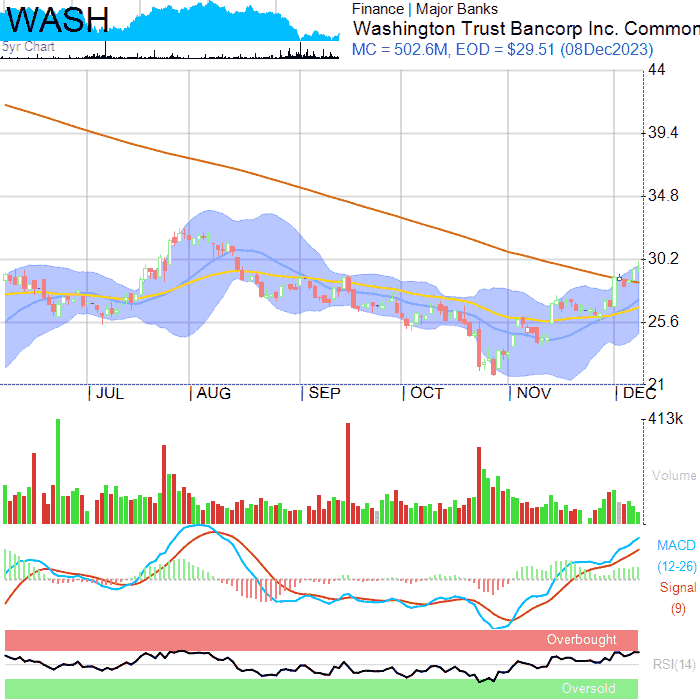 WASH
5yr Chart
Finance | Major Banks
Washington Trust Bancorp Inc. Common
MC = 502.6M, EOD = $29.51 (08Dec2023)
44
39.4
34.8
30.2
25.6
21
JUL
AUG
SEP
OCT
NOV
DEC
413k
Volume
MACD
(12-26)
Signal
(9)
Overbought
RSI(14)
Oversold